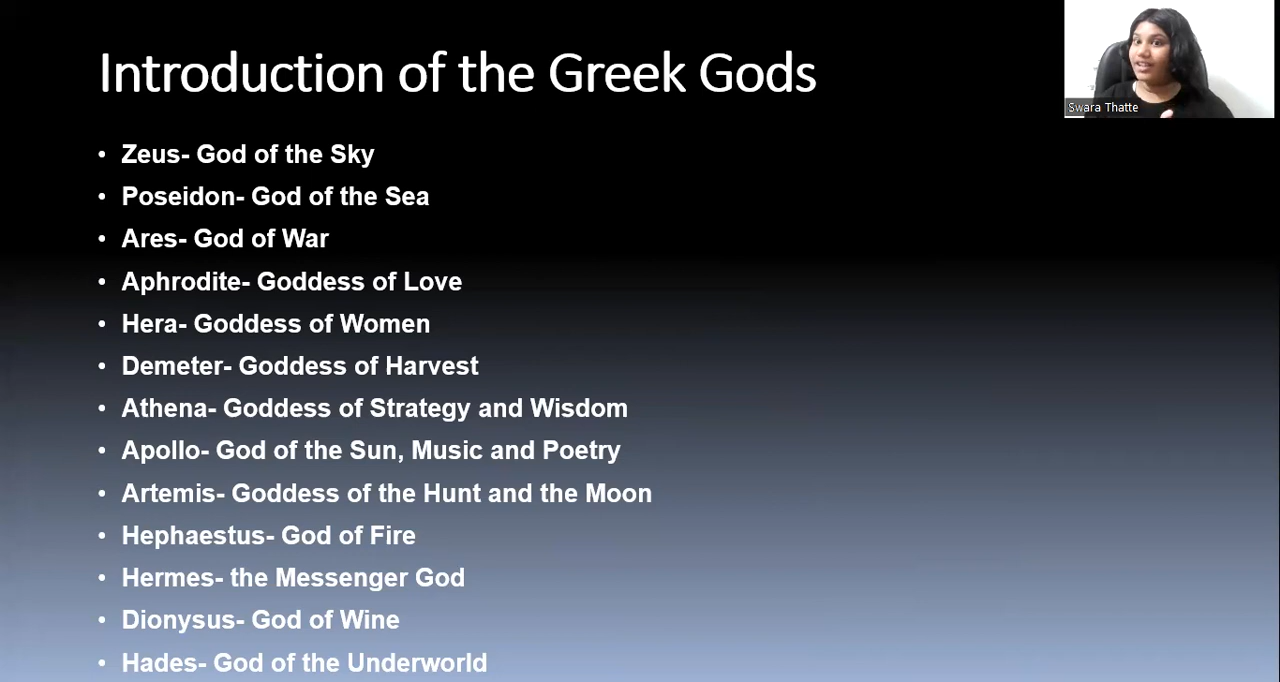 Introduction of the Greek Gods
Swara Thatte
• Zeus- God of the Sky
• Poseidon- God of the Sea
• Ares- God of War
• Aphrodite- Goddess of Love
• Hera- Goddess of Women
• Demeter- Goddess of Harvest
• Athena- Goddess of Strategy and Wisdom
• Apollo- God of the Sun, Music and Poetry
• Artemis- Goddess of the Hunt and the Moon
• Hephaestus- God of Fire
• Hermes- the Messenger God
• Dionysus- God of Wine
• Hades- God of the Underworld